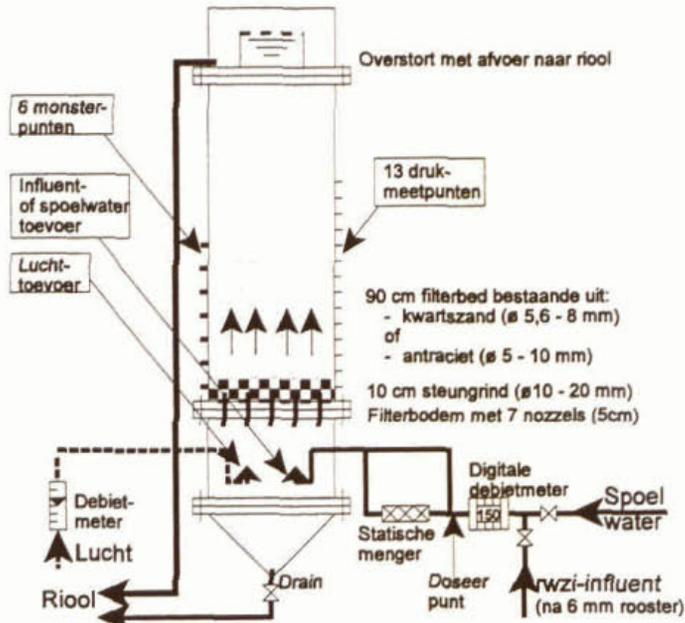 Overstort met afvoer naar riool
6 monster-
punten
13 druk-
meetpunten
Influent-
of spoelwater
toevoer
Lucht-
toevoer
90 cm filterbed bestaande uit:
- kwartszand (ø 5,6 - 8 mm)
of
- antraciet (ø 5 - 10 mm)
10 cm steungrind (ø10 - 20 mm)
Filterbodem met 7 nozzels (5cm)
Debiet-
meter
Lucht
Digitale
debietmeter
150
Spoel
water
Statische
menger
Doseer
punt
rwzi-influent
(na 6 mm rooster)
Drain
Riool